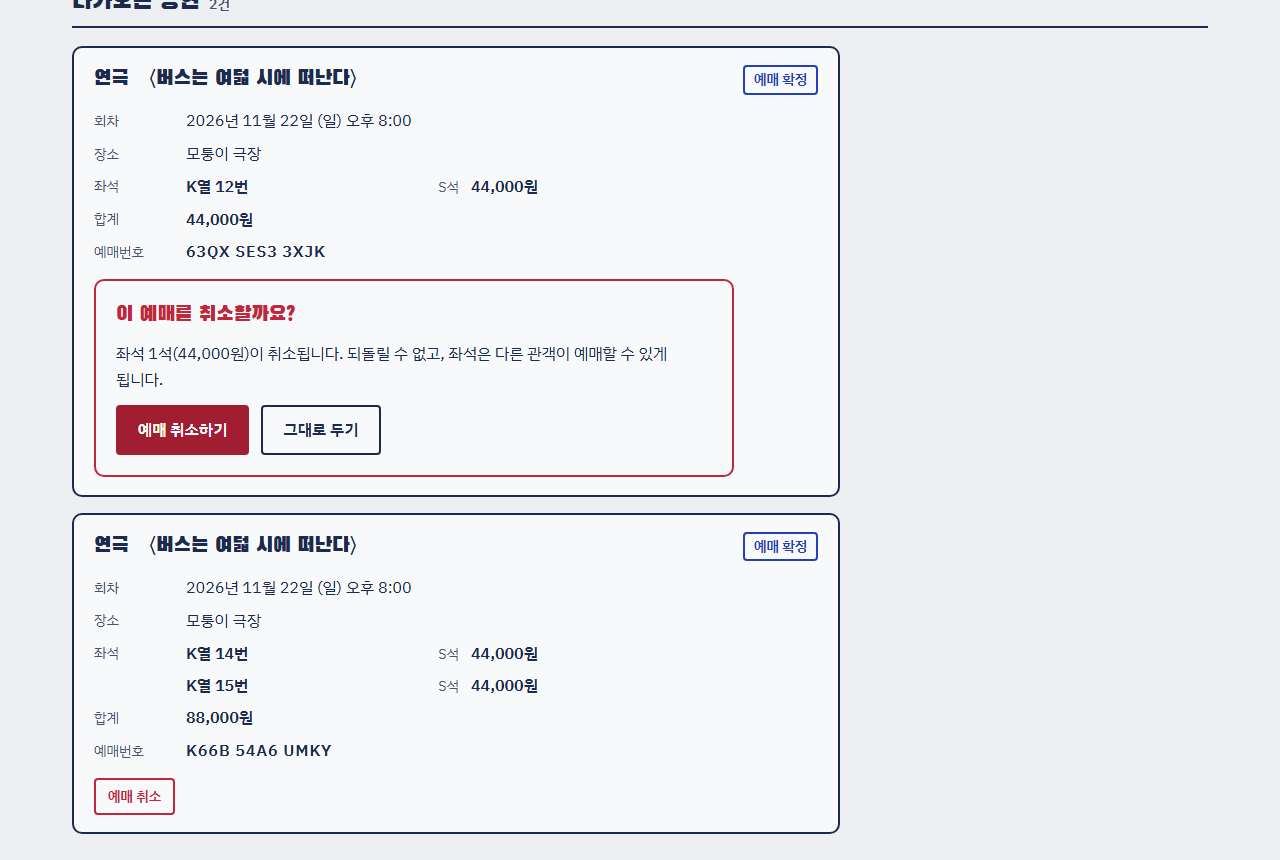 다가오는 공연 2건
연극 〈버스는 여덟 시에 떠난다〉 예매 확정
회차 2026년 11월 22일 (일) 오후 8:00
장소 모퉁이 극장
좌석 K열 12번 S석 44,000원
합계 44,000원
예매번호 63QX SES3 3XJK
이 예매를 취소할까요?
좌석 1석(44,000원)이 취소됩니다. 되돌릴 수 없고, 좌석은 다른 관객이 예매할 수 있게
됩니다.
예매 취소하기 그대로 두기
연극 〈버스는 여덟 시에 떠난다〉 예매 확정
회차 2026년 11월 22일 (일) 오후 8:00
장소 모퉁이 극장
좌석 K열 14번 S석 44,000원
K열 15번 S석 44,000원
합계 88,000원
예매번호 K66B 54A6 UMKY
예매 취소